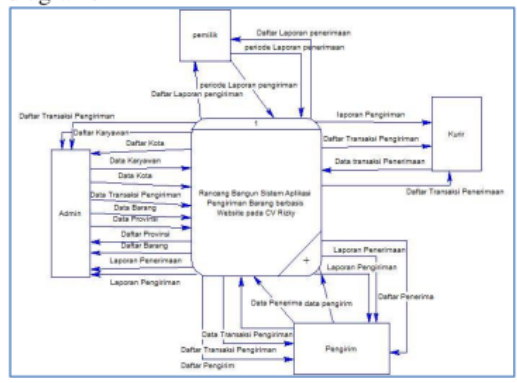 pemilik
Daftar Laporan penerimaan
periode Laporan penerimaan
periode Laporan pengiriman
Daftar Laporan pengiriman
Daftar Transaksi Pengiriman
Daftar Karyawan
Daftar Kota
Data Karyawan
Data Kota
Data Transaksi Pengiriman
Data Barang
Data Provinsi
Daftar Provinsi
Daftar Barang
Laporan Penerimaan
Laporan Pengiriman
Admin
1
Rancang Bangun Sistem Aplikasi
Pengiriman Barang berbasis
Website pada CV Rizky
+
laporan Pengiriman
Daftar Transaksi Pengiriman
Data transaksi Penerimaan
Daftar Transaksi Penerimaan
Kurir
Laporan Penerimaan
Laporan Pengiriman
Daftar Penerima
Data Penerima
data pengirim
Data Transaksi Pengiriman
Daftar Transaksi Pengiriman
Daftar Pengirim
Pengirim